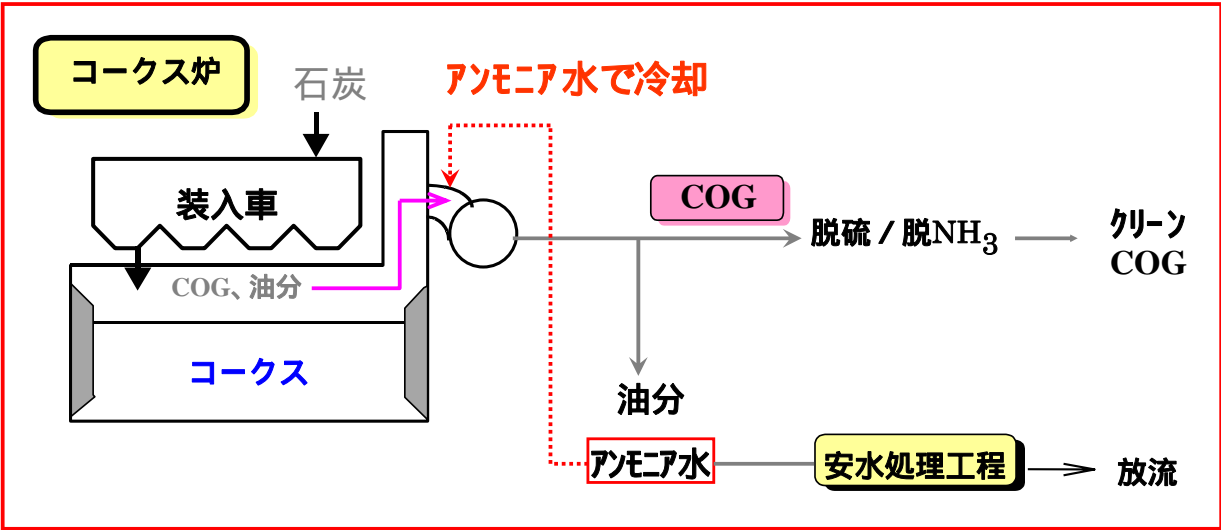 コークス炉
石炭
アンモニア水で冷却
装入車
COG
COG、油分
脱硫 / 脱NH3
クリーン
COG
コークス
油分
アンモニア水
安水処理工程
放流